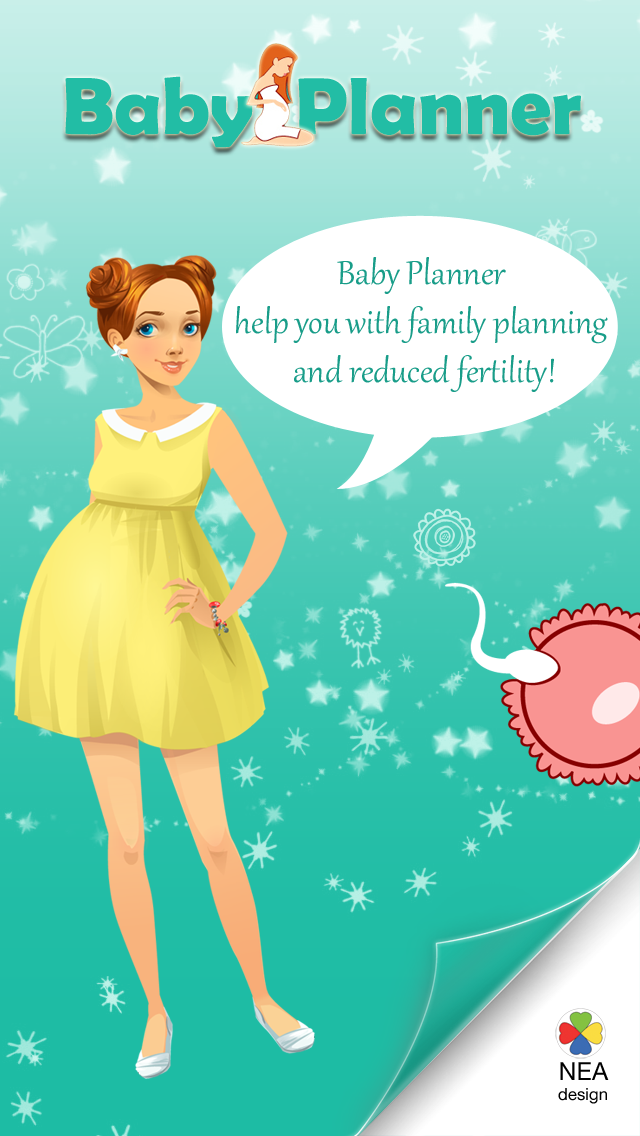 Baby Planner
Baby Planner
help you with family planning
and reduced fertility!
NEA
design